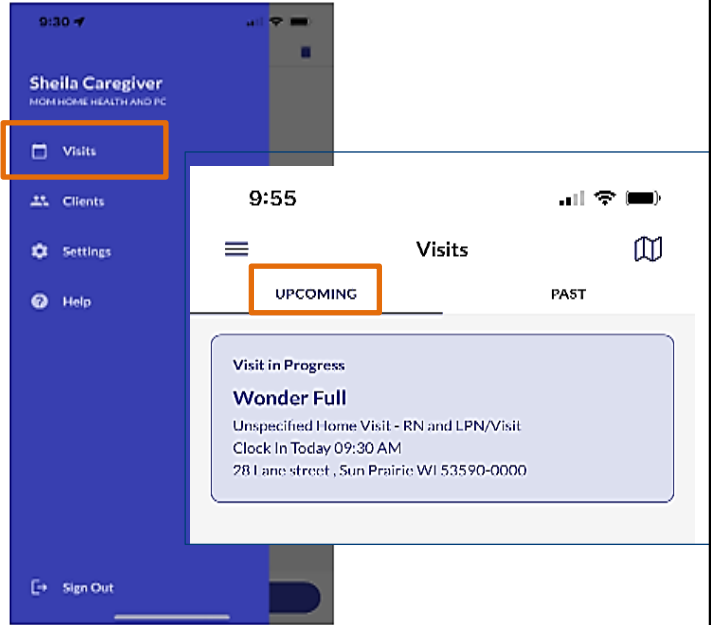 9:30
Sheila Caregiver
MOM HOME HEALTH AND PC
Visits
Clients
Settings
Help
Sign Out
9:55
Visits
UPCOMING
PAST
Visit in Progress
Wonder Full
Unspecified Home Visit - RN and LPN/Visit
Clock In Today 09:30 AM
28 Lane street , Sun Prairie WI 53590-0000